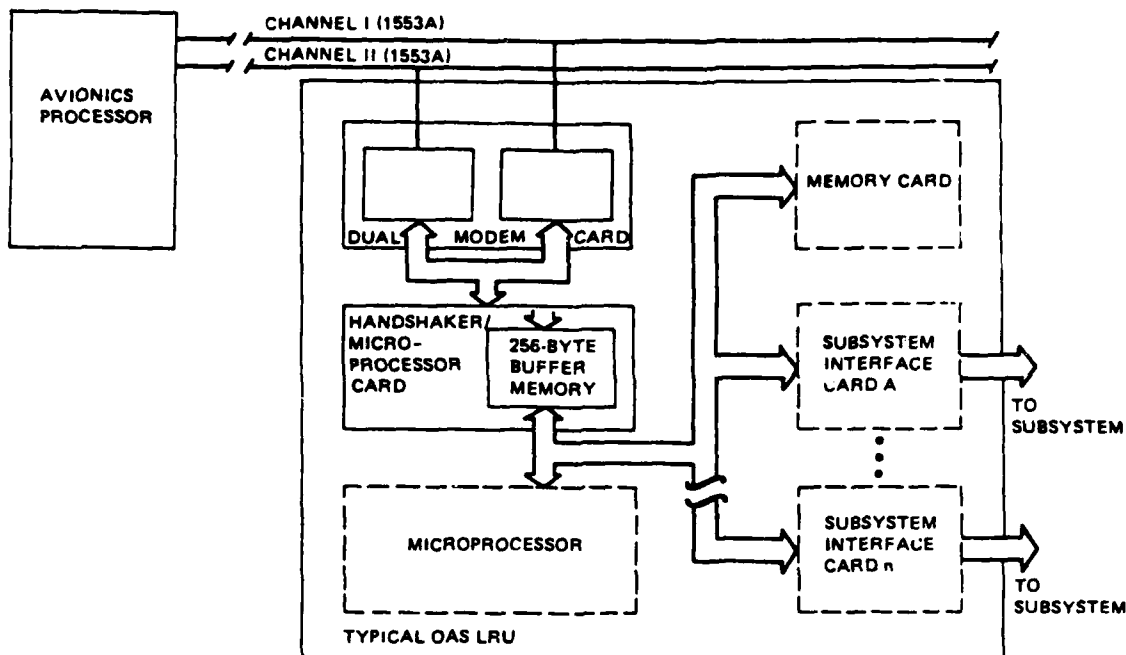 CHANNEL I (1553A)
CHANNEL II (1553A)
AVIONICS
PROCESSOR
DUAL MODEM CARD
HANDSHAKER/
MICRO-
PROCESSOR
CARD
256-BYTE
BUFFER
MEMORY
MICROPROCESSOR
TYPICAL OAS LRU
MEMORY CARD
SUBSYSTEM
INTERFACE
CARD A
TO
SUBSYSTEM
SUBSYSTEM
INTERFACE
CARD n
TO
SUBSYSTEM